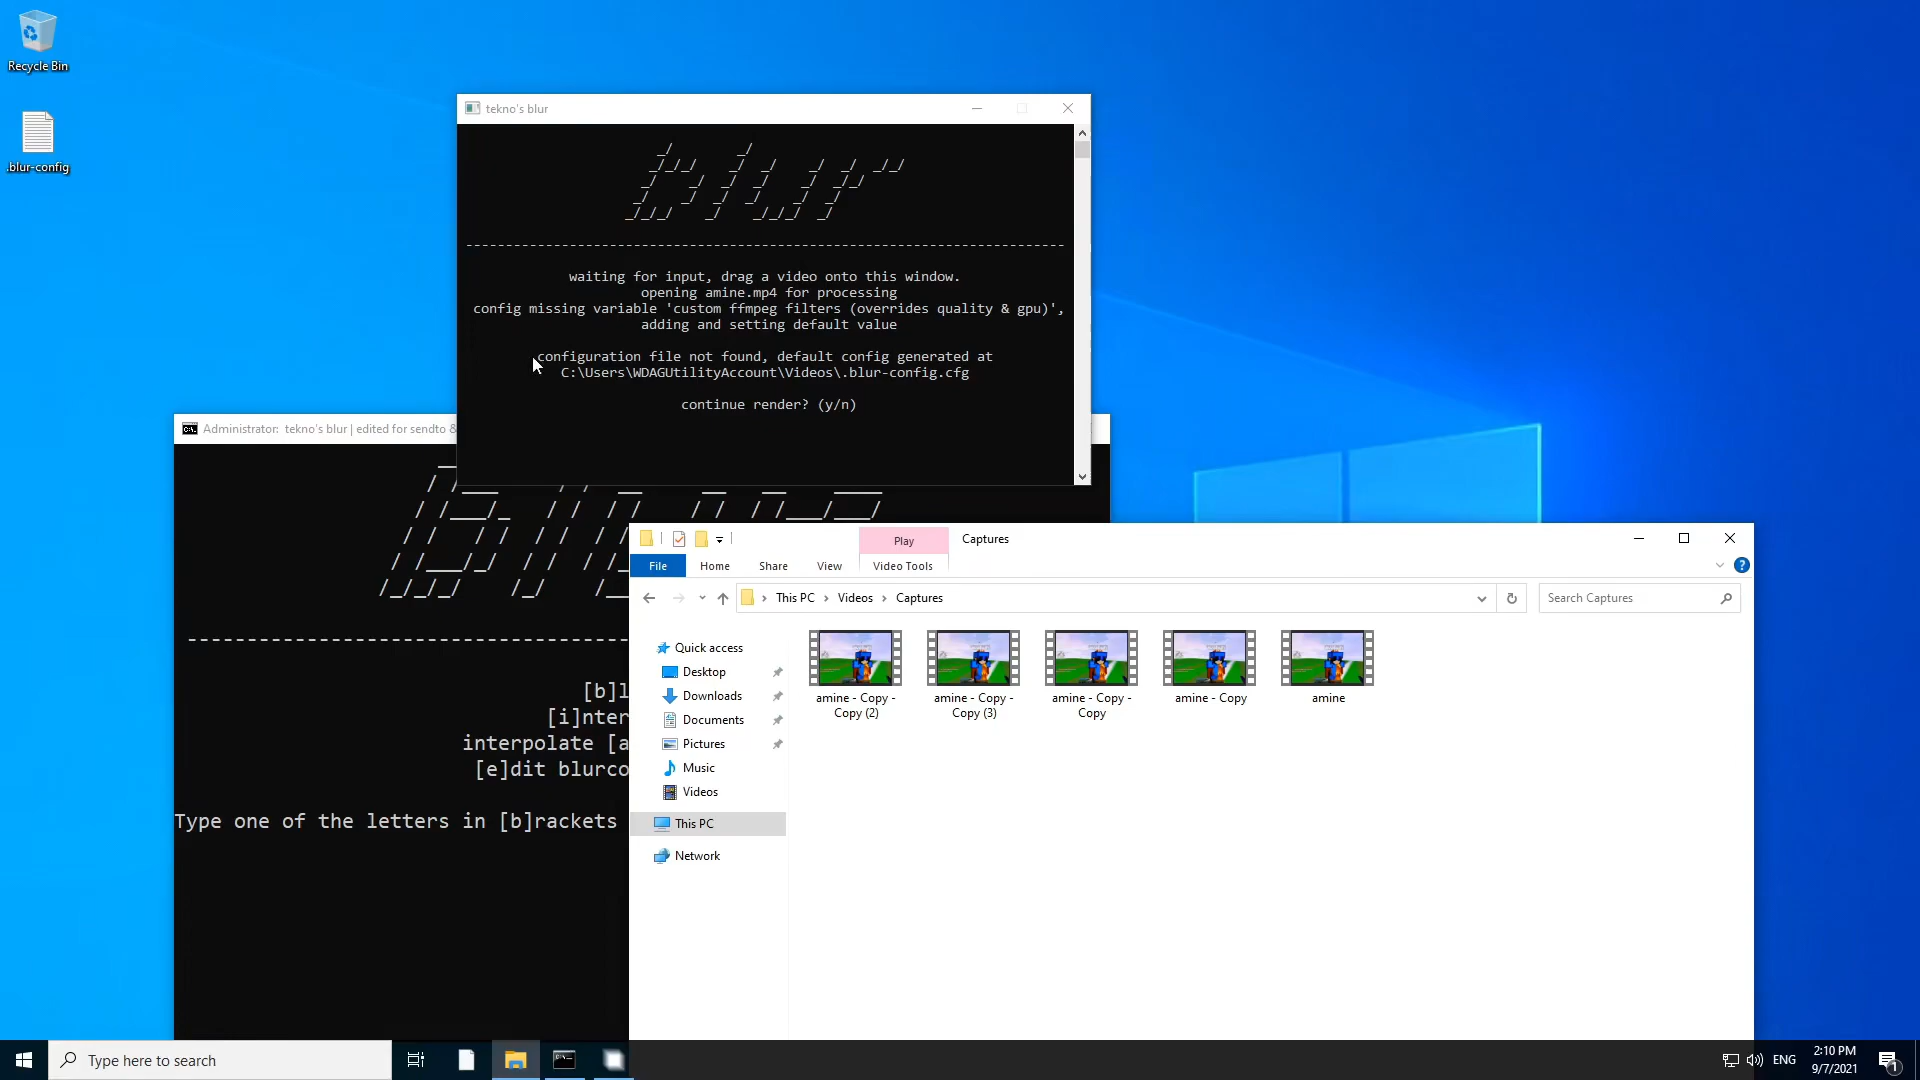 Recycle Bin
.blur-config
tekno's blur
------------------------------------------------------------------------
waiting for input, drag a video onto this window.
opening amine.mp4 for processing
config missing variable 'custom ffmpeg filters (overrides quality & gpu)',
adding and setting default value
configuration file not found, default config generated at
C:\Users\WDAGUtilityAccount\Videos\.blur-config.cfg
continue render? (y/n)
Administrator: tekno's blur | edited for sendto &
[b]l
[i]nter
interpolate [a
[e]dit blurco
Type one of the letters in [b]rackets
Play
Captures
File
Home
Share
View
Video Tools
This PC
Videos
Captures
Search Captures
Quick access
Desktop
Downloads
Documents
Pictures
Music
Videos
This PC
Network
amine - Copy -
Copy (2)
amine - Copy -
Copy (3)
amine - Copy -
Copy
amine - Copy
amine
Type here to search
ENG
2:10 PM
9/7/2021
1